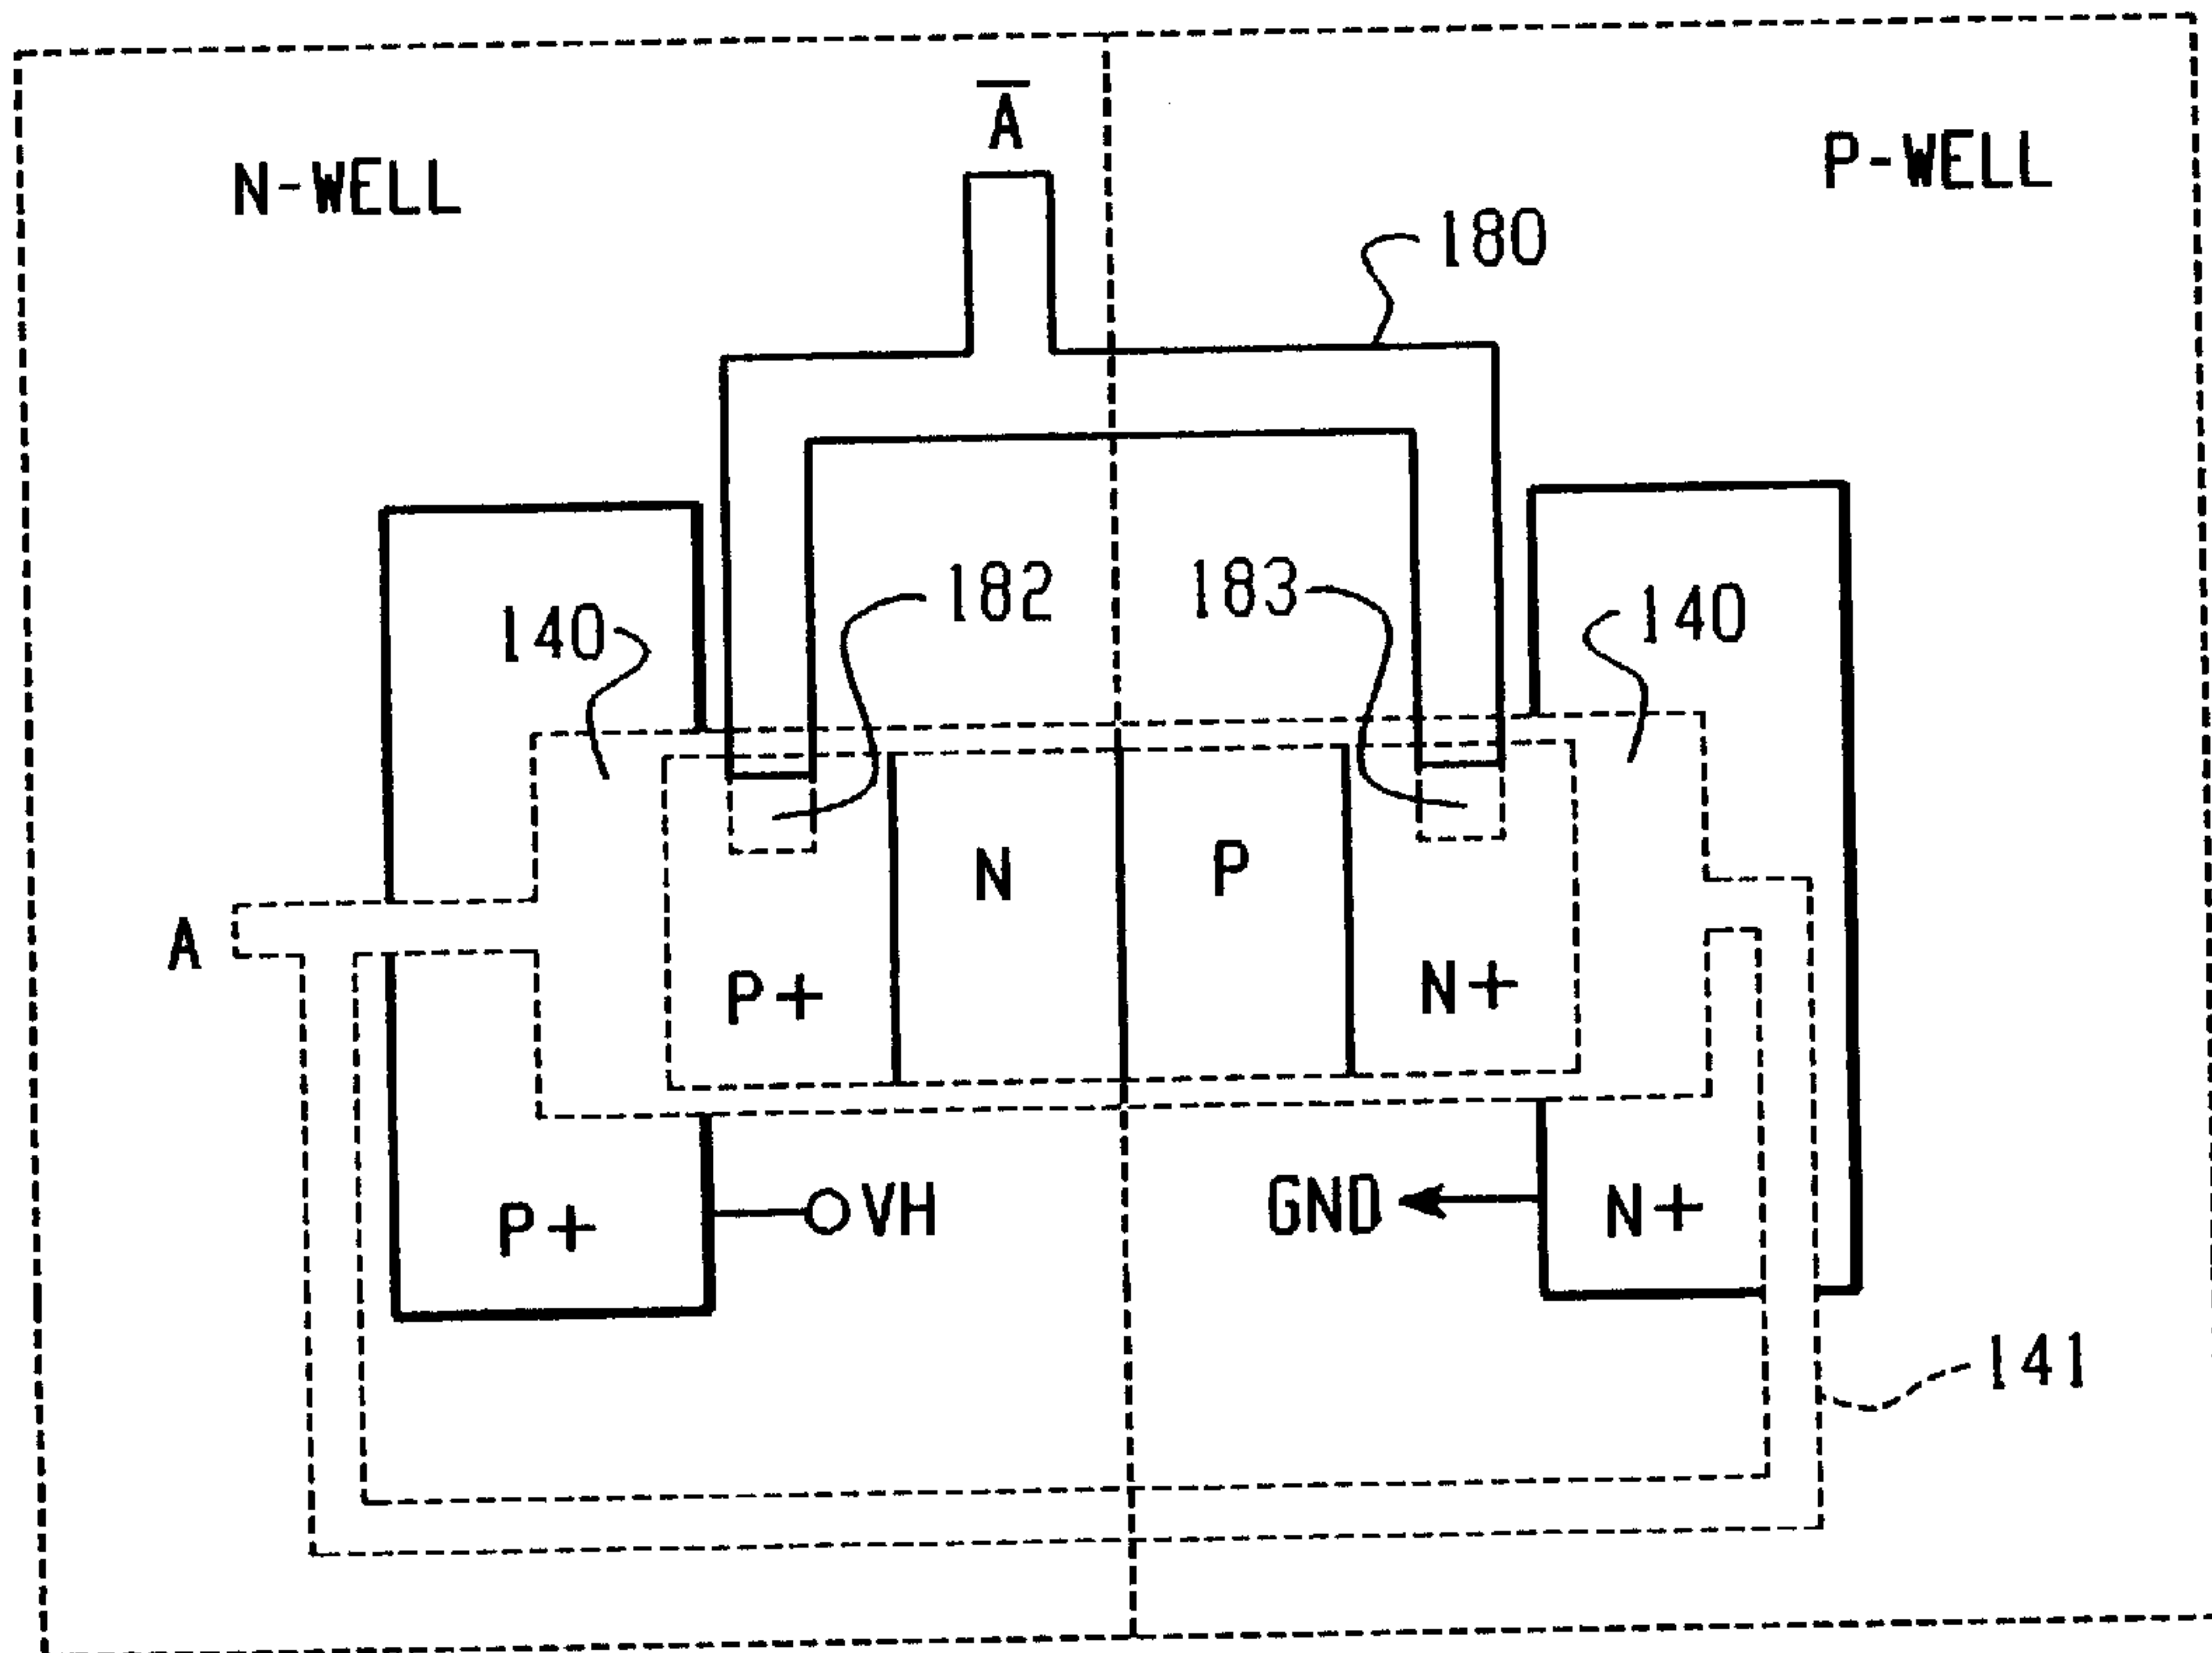 A̅
N-WELL
P-WELL
180
182
183
140
140
N
P
A
P+
N+
P+
VH
GND
N+
141